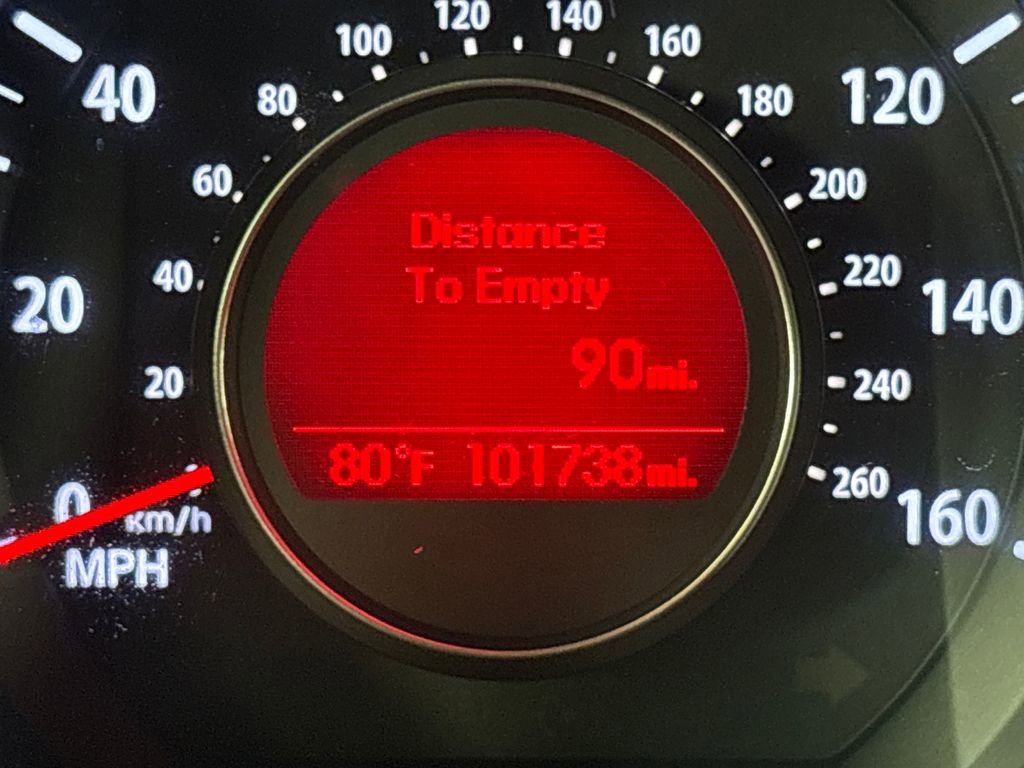 120 140
100 160
40 80 180 120
60 200
20 40 220 140
Distance
To Empty
90mi.
20 240
80°F 101738mi.
0 km/h 260 160
MPH